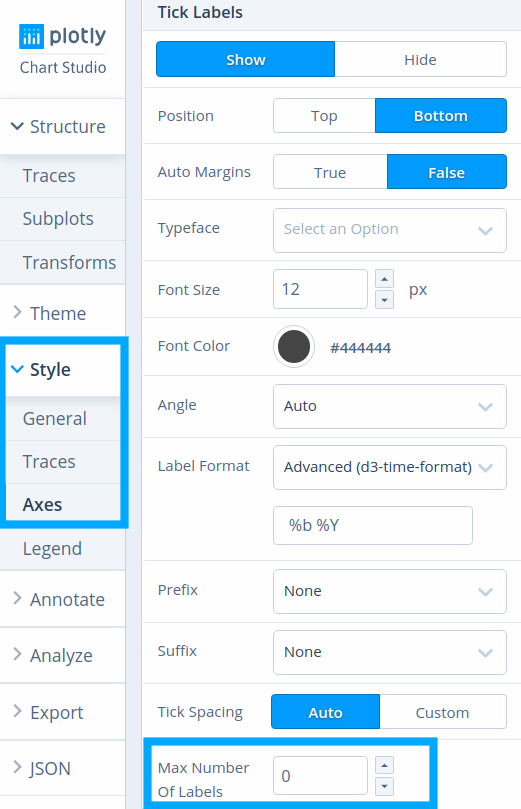 plotly
Chart Studio
Structure
Traces
Subplots
Transforms
Theme
Style
General
Traces
Axes
Legend
Annotate
Analyze
Export
JSON
Tick Labels
Show Hide
Position Top Bottom
Auto Margins True False
Typeface Select an Option
Font Size 12 px
Font Color #444444
Angle Auto
Label Format Advanced (d3-time-format)
%b %Y
Prefix None
Suffix None
Tick Spacing Auto Custom
Max Number
Of Labels 0